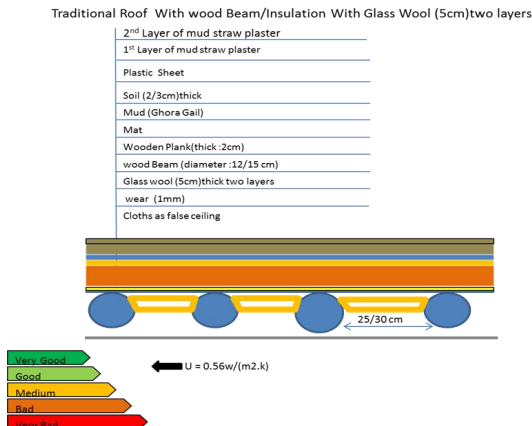 Traditional Roof With wood Beam/Insulation With Glass Wool (5cm)two layers
2nd Layer of mud straw plaster
1st Layer of mud straw plaster
Plastic Sheet
Soil (2/3cm)thick
Mud (Ghora Gail)
Mat
Wooden Plank(thick :2cm)
wood Beam (diameter :12/15 cm)
Glass wool (5cm)thick two layers
wear (1mm)
Cloths as false ceiling
25/30 cm
U = 0.56w/(m2.k)
Very Good
Good
Medium
Bad
Very Bad